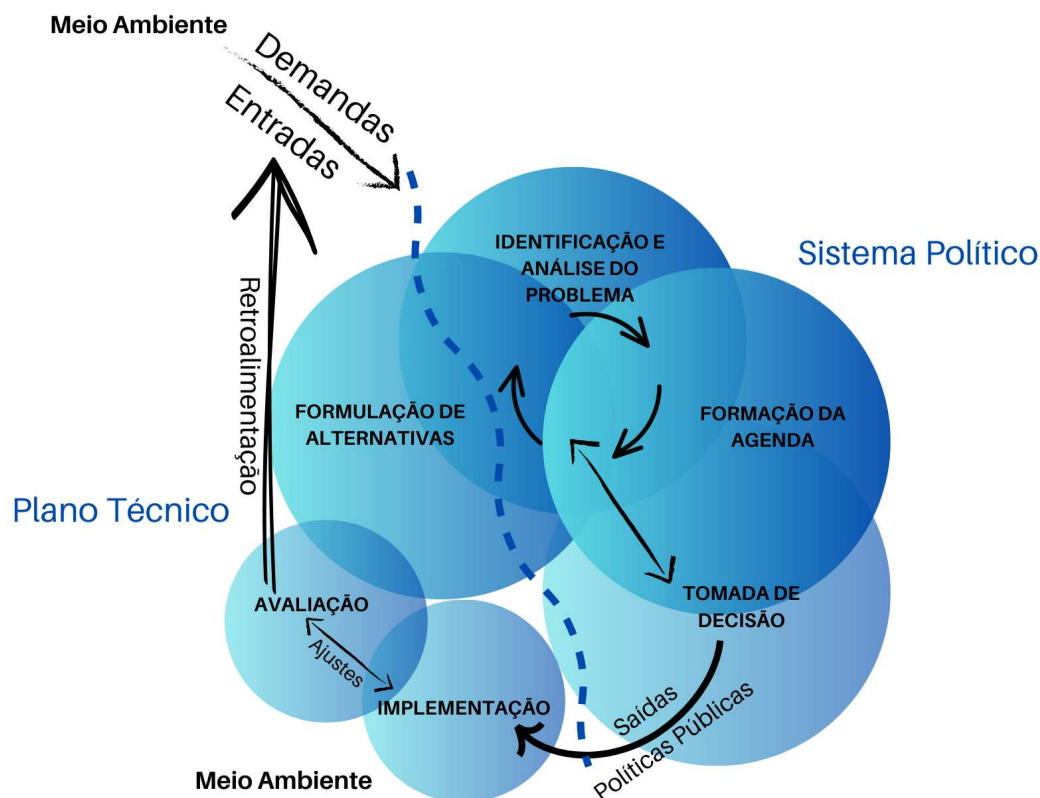 Meio Ambiente
Demandas
Entradas
IDENTIFICAÇÃO E
ANÁLISE DO
PROBLEMA
Sistema Político
Retroalimentação
FORMULAÇÃO DE
ALTERNATIVAS
FORMAÇÃO DA
AGENDA
Plano Técnico
AVALIAÇÃO
TOMADA DE
DECISÃO
Ajustes
IMPLEMENTAÇÃO
Saídas
Políticas Públicas
Meio Ambiente